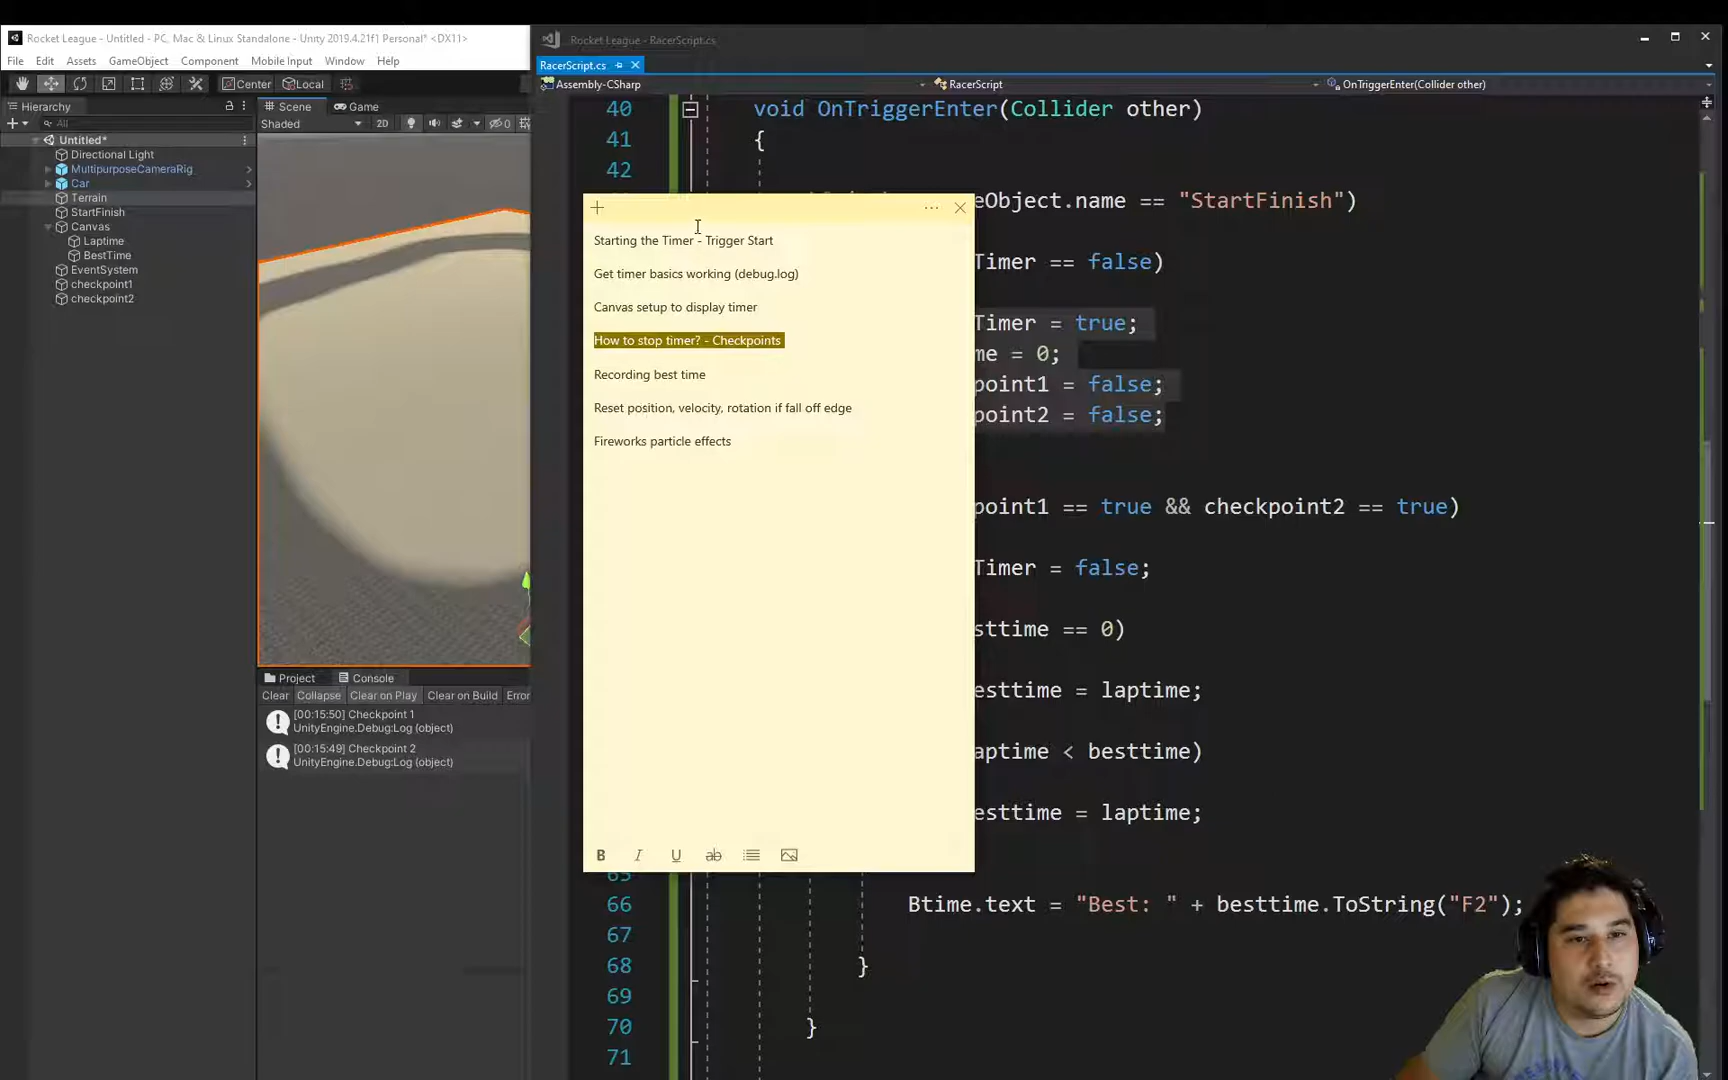 Rocket League - Untitled - PC, Mac & Linux Standalone - Unity 2019.4.21f1 Personal* <DX11>
File Edit Assets GameObject Component Mobile Input Window Help
Center Local
Hierarchy
All
Untitled*
Directional Light
MultipurposeCameraRig
Car
Terrain
StartFinish
Canvas
Laptime
BestTime
EventSystem
checkpoint1
checkpoint2
Scene Game
Shaded 2D 0
Project Console
Clear Collapse Clear on Play Clear on Build Error
[00:15:50] Checkpoint 1
UnityEngine.Debug:Log (object)
[00:15:49] Checkpoint 2
UnityEngine.Debug:Log (object)
Rocket League - RacerScript.cs
RacerScript.cs
Assembly-CSharp RacerScript OnTriggerEnter(Collider other)
40 void OnTriggerEnter(Collider other)
41 {
42
eObject.name == "StartFinish")
Timer == false)
Timer = true;
me = 0;
point1 = false;
point2 = false;
point1 == true && checkpoint2 == true)
Timer = false;
sttime == 0)
esttime = laptime;
aptime < besttime)
esttime = laptime;
65
66 Btime.text = "Best: " + besttime.ToString("F2");
67
68 }
69
70 }
71
Starting the Timer - Trigger Start
Get timer basics working (debug.log)
Canvas setup to display timer
How to stop timer? - Checkpoints
Recording best time
Reset position, velocity, rotation if fall off edge
Fireworks particle effects
B I U ab